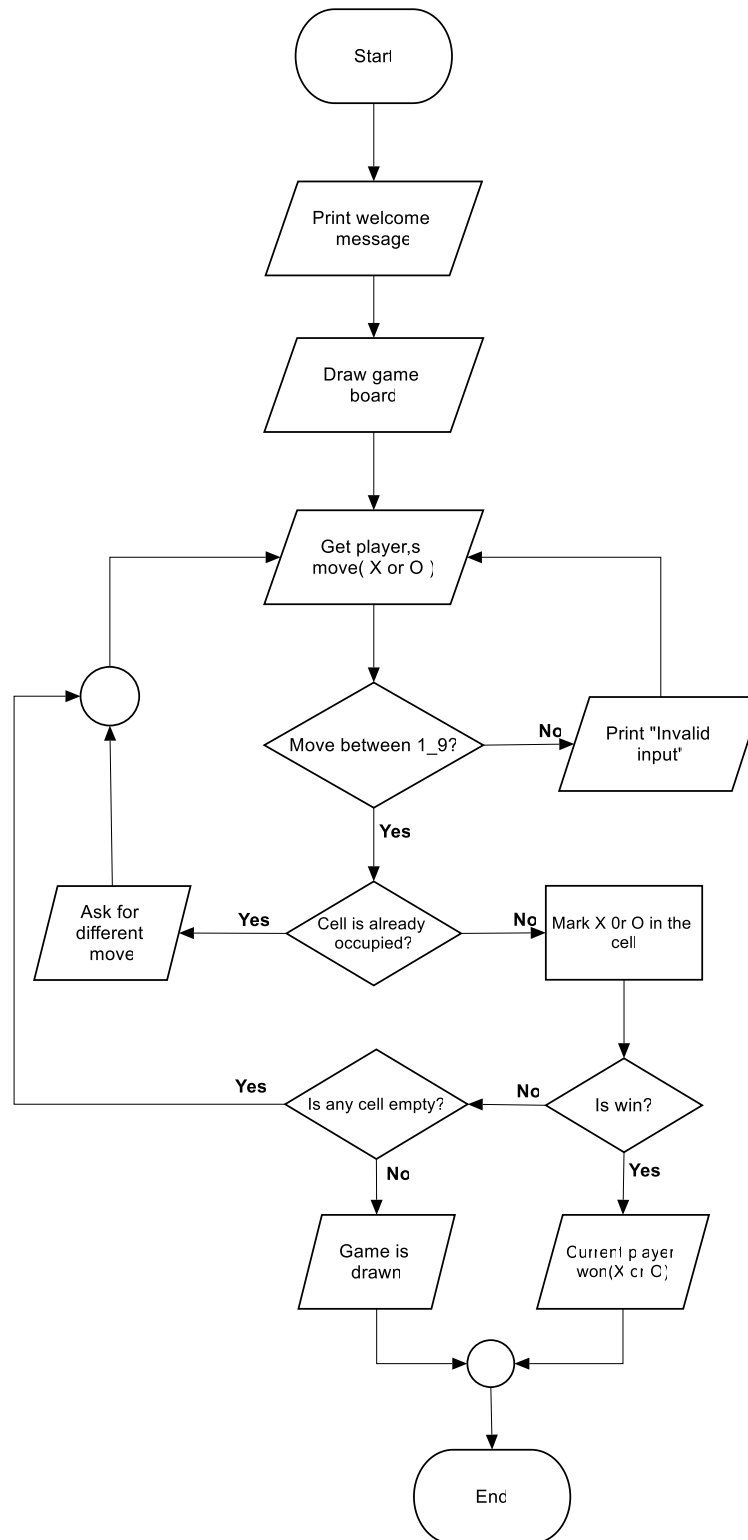 Start
Print welcome
message
Draw game
board
Get player,s
move( X or O )
Move between 1_9?
No
Print "Invalid
input"
Yes
Ask for
different
move
Yes
Cell is already
occupied?
No
Mark X 0r O in the
cell
Yes
Is any cell empty?
No
Is win?
No
Yes
Game is
drawn
Current player
won(X or O)
End